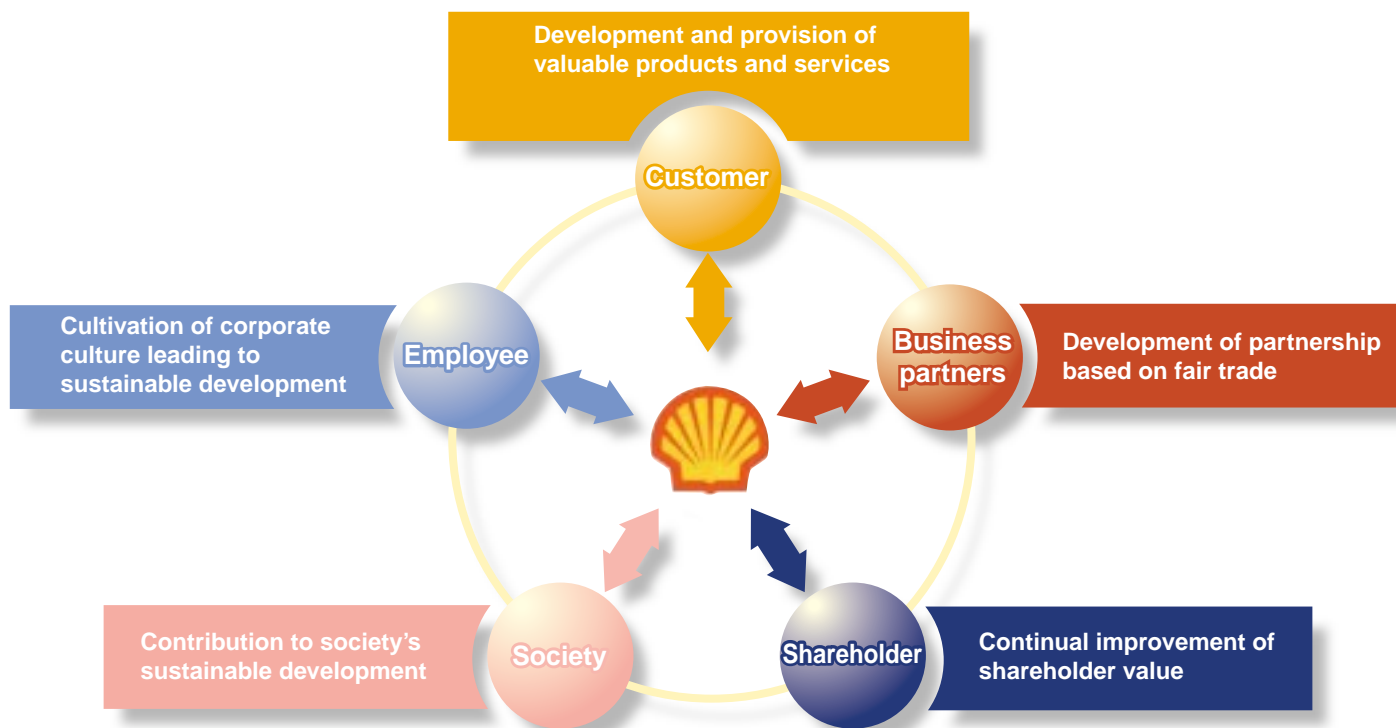 Development and provision of
valuable products and services
Customer
Cultivation of corporate
culture leading to
sustainable development
Employee
Business
partners
Development of partnership
based on fair trade
Contribution to society’s
sustainable development
Society
Shareholder
Continual improvement of
shareholder value